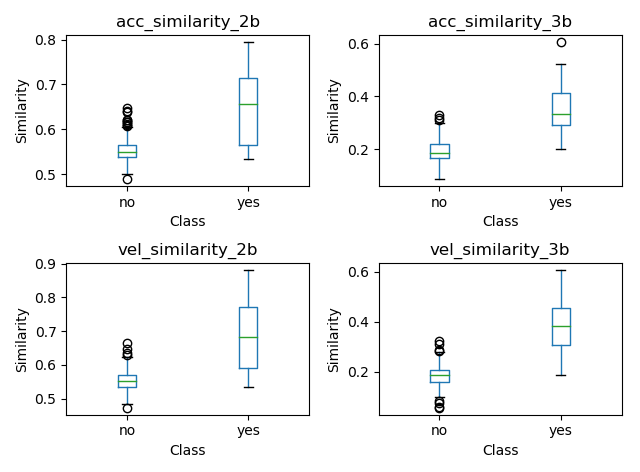 acc_similarity_2b
acc_similarity_3b
0.8
0.7
0.6
0.5
Similarity
no
yes
Class
0.6
0.4
0.2
Similarity
no
yes
Class
vel_similarity_2b
vel_similarity_3b
0.9
0.8
0.7
0.6
0.5
Similarity
no
yes
Class
0.6
0.4
0.2
Similarity
no
yes
Class